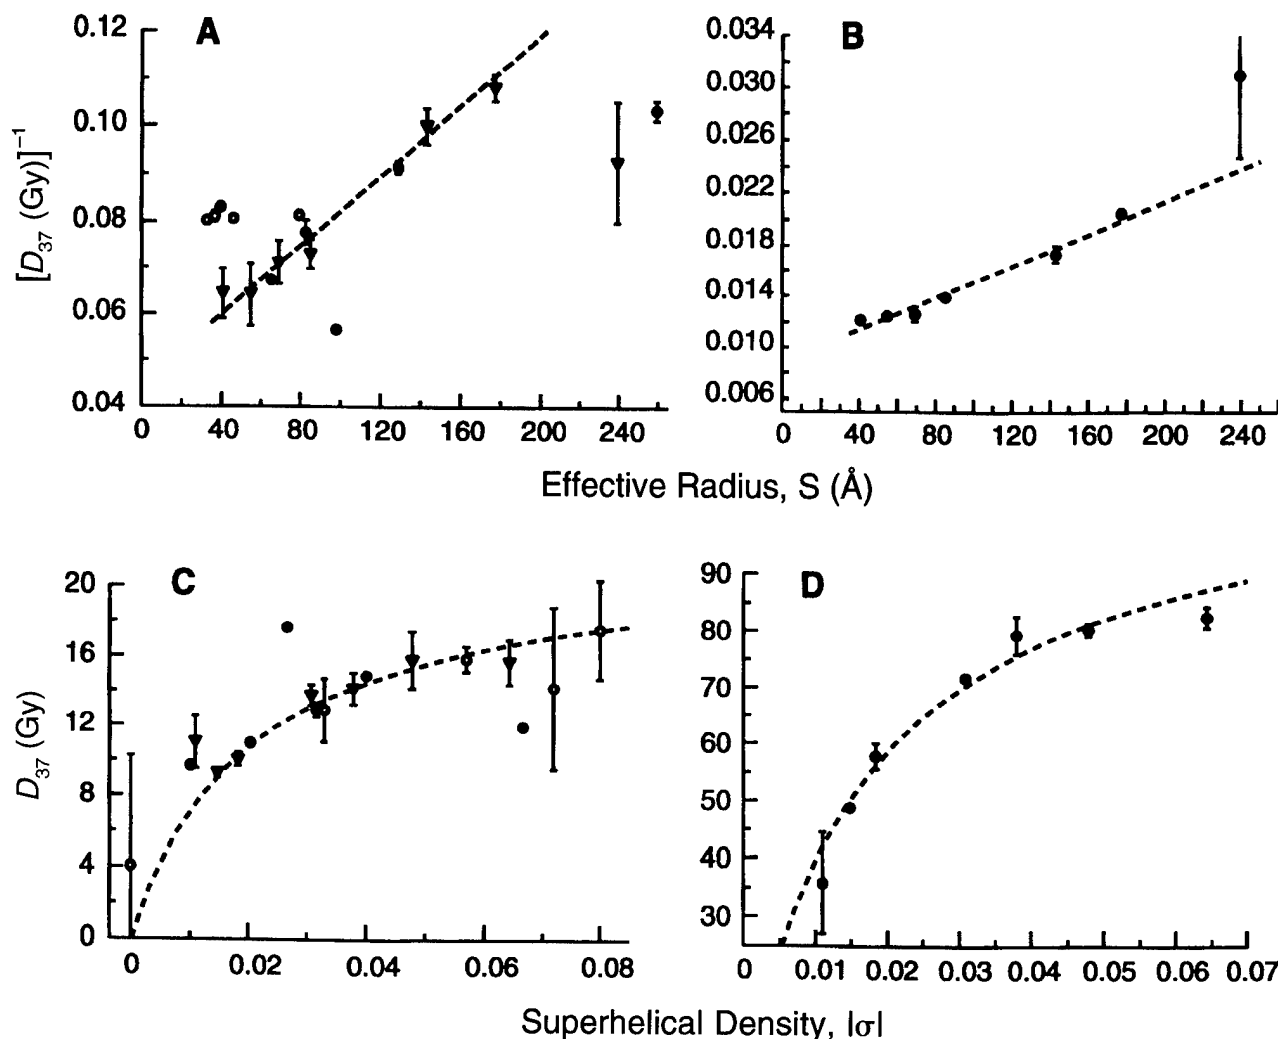 A
[D37 (Gy)]–1
0.12
0.10
0.08
0.06
0.04
0 40 80 120 160 200 240
B
0.034
0.030
0.026
0.022
0.018
0.014
0.010
0.006
0 40 80 120 160 200 240
Effective Radius, S (Å)
C
D37 (Gy)
20
16
12
8
4
0
0 0.02 0.04 0.06 0.08
D
90
80
70
60
50
40
30
0 0.01 0.02 0.03 0.04 0.05 0.06 0.07
Superhelical Density, |σ|